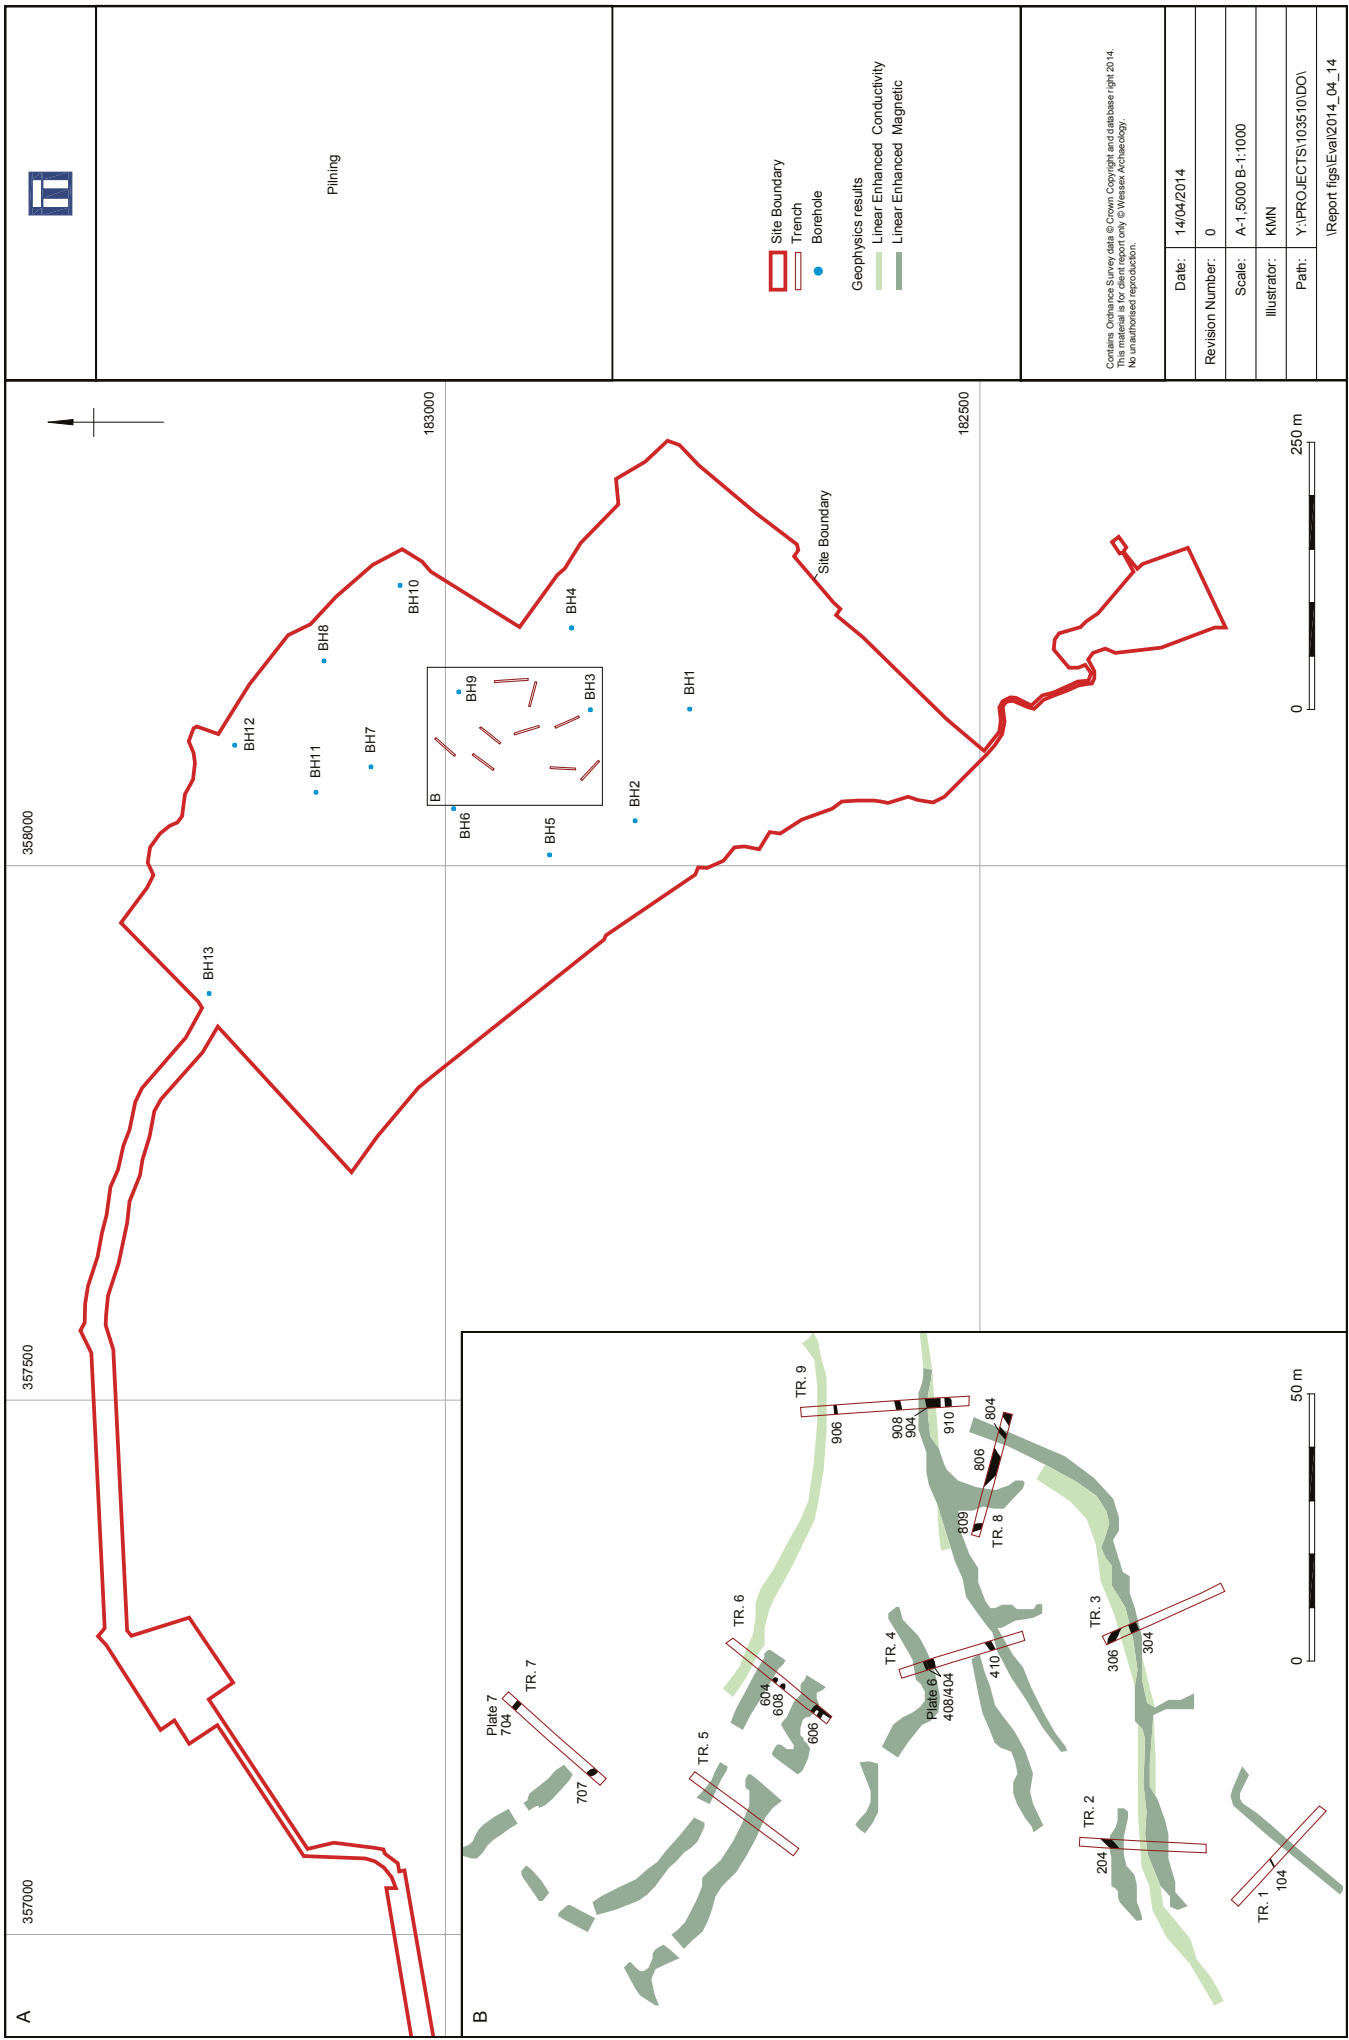 A
357000
357500
358000
183000
182500
BH13
BH12
BH11
BH8
BH7
BH10
BH6
BH9
B
BH5
BH4
BH3
BH2
BH1
Site Boundary
0
250 m
B
Plate 7
704
TR. 7
707
TR. 5
TR. 6
604
608
606
TR. 9
906
908
904
910
TR. 4
Plate 6
408/404
410
809
806
804
TR. 8
TR. 3
306
304
TR. 2
204
TR. 1
104
0
50 m
Pilning
Site Boundary
Trench
Borehole
Geophysics results
Linear Enhanced Conductivity
Linear Enhanced Magnetic
Contains Ordnance Survey data © Crown Copyright and database right 2014.
This material is for client report only © Wessex Archaeology.
No unauthorised reproduction.
Date: 14/04/2014
Revision Number: 0
Scale: A-1,5000 B-1:1000
Illustrator: KMN
Path: Y:\PROJECTS\103510\DO\
\Report figs\Eval\2014_04_14